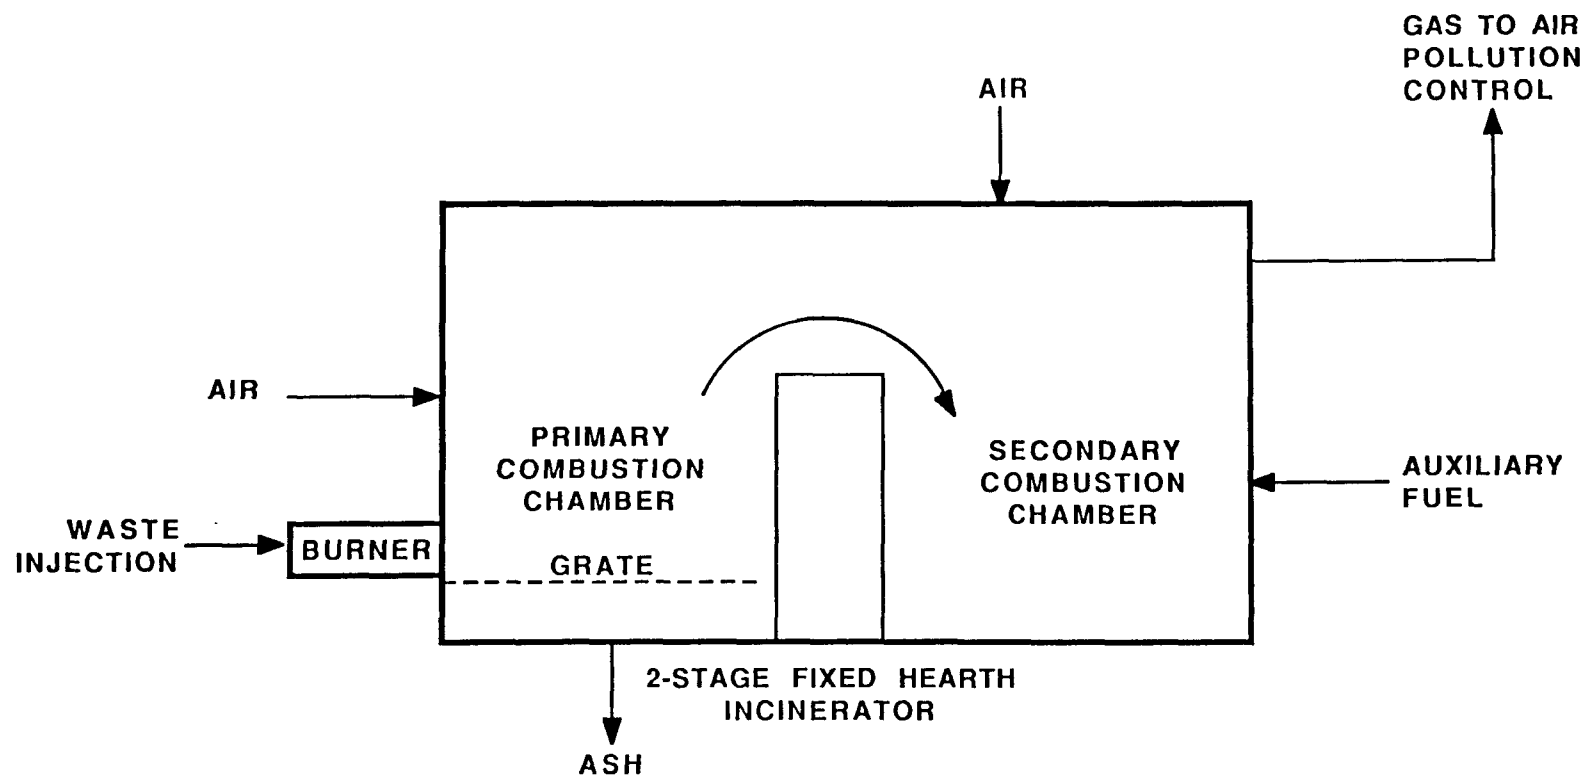 GAS TO AIR
POLLUTION
CONTROL
AIR
AIR
PRIMARY
COMBUSTION
CHAMBER
SECONDARY
COMBUSTION
CHAMBER
AUXILIARY
FUEL
WASTE
INJECTION
BURNER
GRATE
2-STAGE FIXED HEARTH
INCINERATOR
ASH